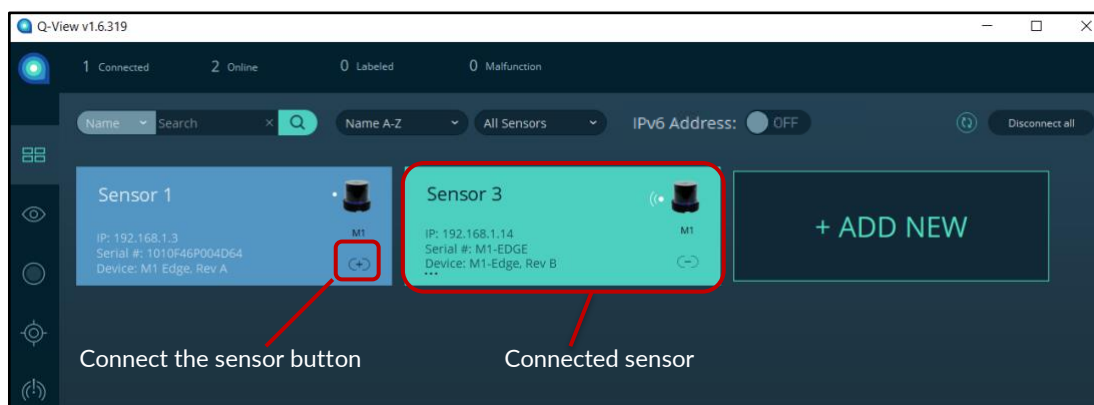 Q-View v1.6.319
1 Connected 2 Online 0 Labeled 0 Malfunction
Name Search × Name A-Z All Sensors IPv6 Address: OFF Disconnect all
Sensor 1
M1
IP: 192.168.1.3
Serial #: 1010F46P004D64
Device: M1 Edge, Rev A
Sensor 3
M1
IP: 192.168.1.14
Serial #: M1-EDGE
Device: M1-Edge, Rev B
...
+ ADD NEW
Connect the sensor button
Connected sensor